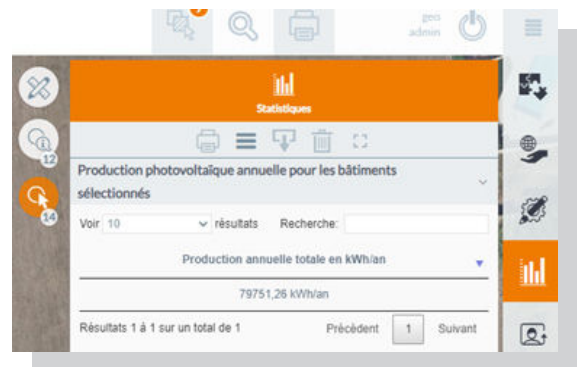 geo
admin
Statistiques
12
Production photovoltaïque annuelle pour les bâtiments
sélectionnés
14
Voir 10 résultats Recherche:
Production annuelle totale en kWh/an
79751,26 kWh/an
Résultats 1 à 1 sur un total de 1 Précédent 1 Suivant